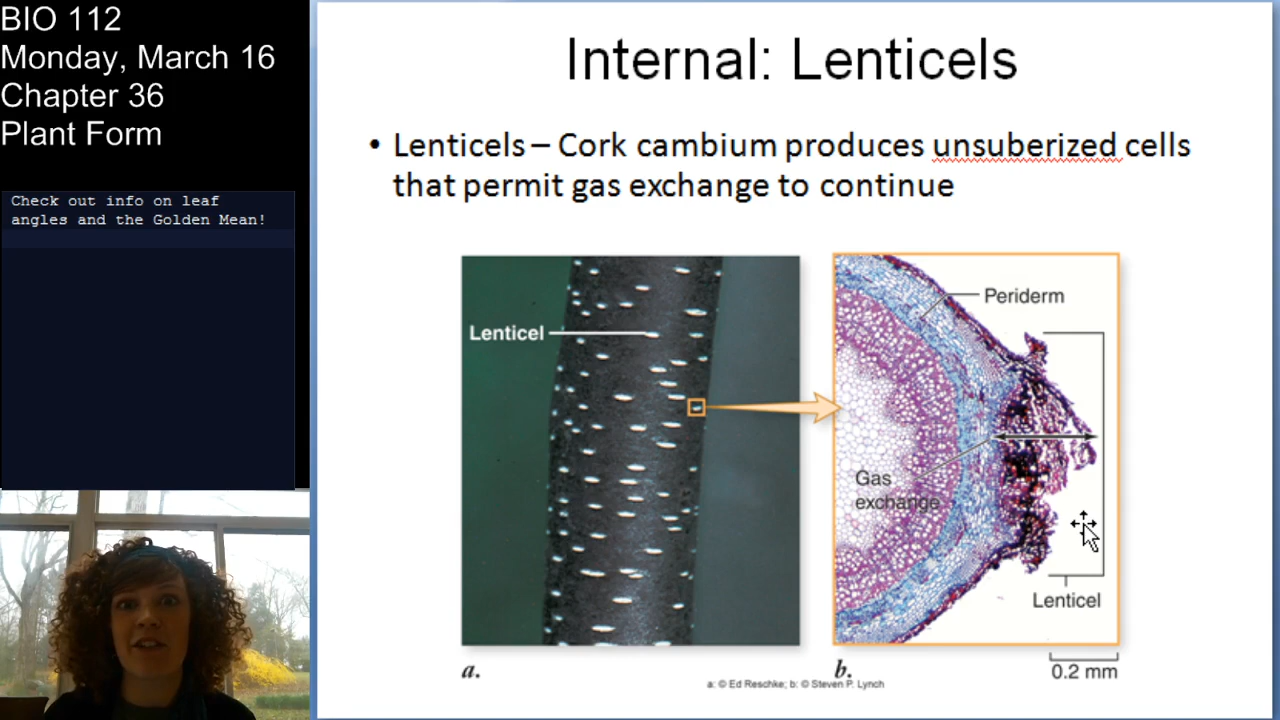 BIO 112
Monday, March 16
Chapter 36
Plant Form
Check out info on leaf
angles and the Golden Mean!
Internal: Lenticels
• Lenticels – Cork cambium produces unsuberized cells
that permit gas exchange to continue
Lenticel
Periderm
Gas
exchange
Lenticel
0.2 mm
a.
b.
a: © Ed Reschke; b: © Steven P. Lynch